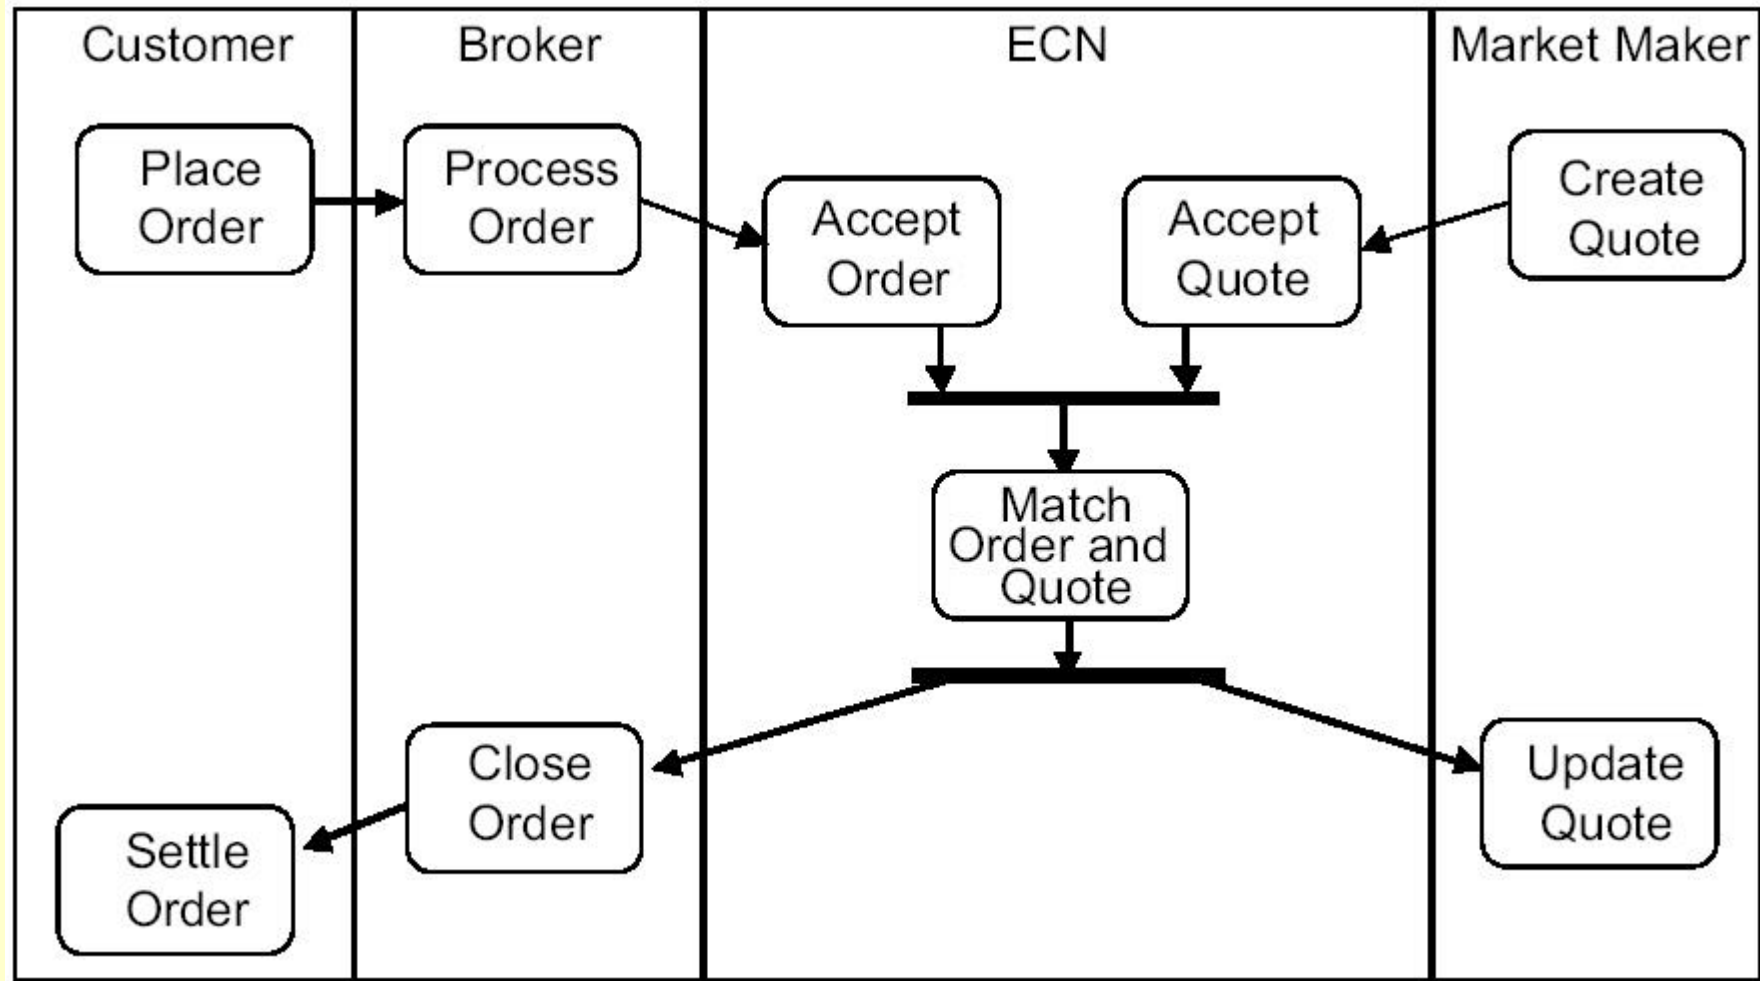 Customer
Broker
ECN
Market Maker
Place
Order
Process
Order
Accept
Order
Accept
Quote
Create
Quote
Match
Order and
Quote
Close
Order
Update
Quote
Settle
Order